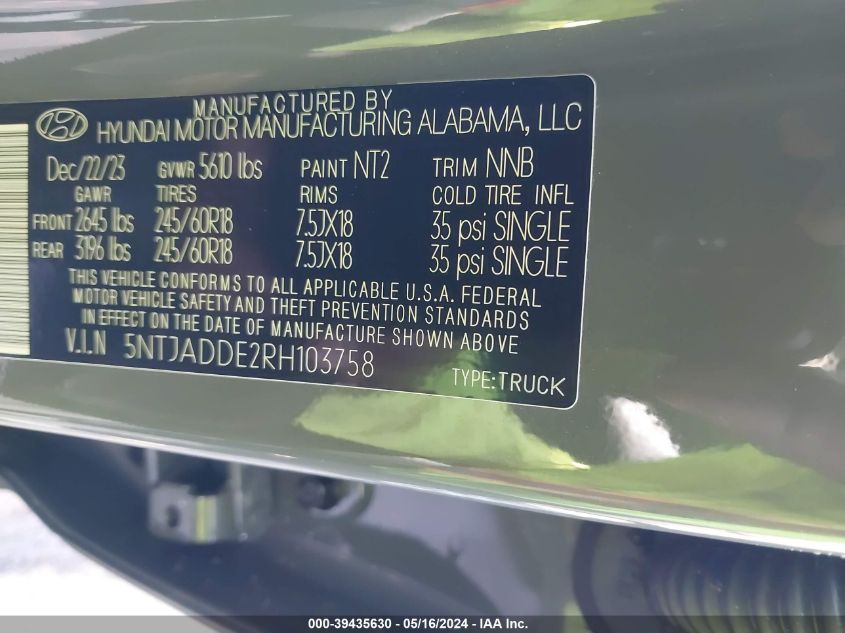 MANUFACTURED BY
HYUNDAI MOTOR MANUFACTURING ALABAMA, LLC
Dec/22/23 GVWR 5610 lbs PAINT NT2 TRIM NNB
GAWR TIRES RIMS COLD TIRE INFL
FRONT 2645 lbs 245/60R18 7.5JX18 35 psi SINGLE
REAR 3196 lbs 245/60R18 7.5JX18 35 psi SINGLE
THIS VEHICLE CONFORMS TO ALL APPLICABLE U.S.A. FEDERAL
MOTOR VEHICLE SAFETY AND THEFT PREVENTION STANDARDS
IN EFFECT ON THE DATE OF MANUFACTURE SHOWN ABOVE
V.I.N 5NTJADDE2RH103758 TYPE: TRUCK
000-39435630 - 05/16/2024 - IAA Inc.